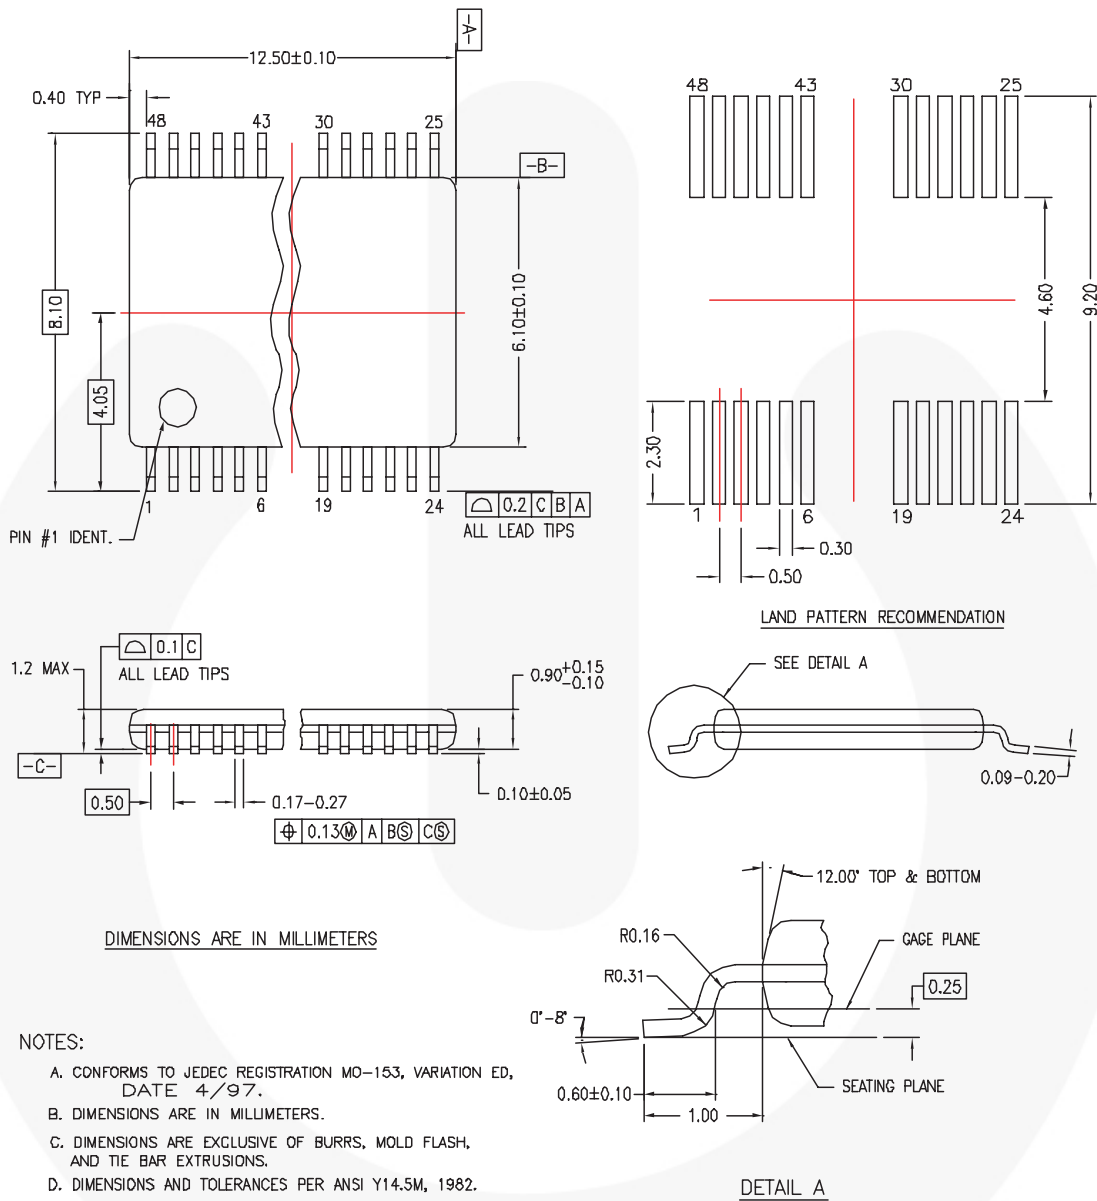 -A-
12.50±0.10
0.40 TYP
48 43 30 25
-B-
8.10
4.05
6.10±0.10
1 6 19 24
PIN #1 IDENT.
⌓ 0.2 C B A
ALL LEAD TIPS
48 43 30 25
4.60
9.20
2.30
1 6 19 24
0.30
0.50
LAND PATTERN RECOMMENDATION
⌓ 0.1 C
ALL LEAD TIPS
1.2 MAX
0.90+0.15
-0.10
-C-
0.50
0.17-0.27
0.10±0.05
⌖ 0.13Ⓜ A BⓈ CⓈ
SEE DETAIL A
0.09-0.20
DIMENSIONS ARE IN MILLIMETERS
12.00° TOP & BOTTOM
R0.16
GAGE PLANE
R0.31
0.25
0°-8°
SEATING PLANE
0.60±0.10
1.00
DETAIL A
NOTES:
A. CONFORMS TO JEDEC REGISTRATION MO-153, VARIATION ED,
DATE 4/97.
B. DIMENSIONS ARE IN MILLIMETERS.
C. DIMENSIONS ARE EXCLUSIVE OF BURRS, MOLD FLASH,
AND TIE BAR EXTRUSIONS.
D. DIMENSIONS AND TOLERANCES PER ANSI Y14.5M, 1982.